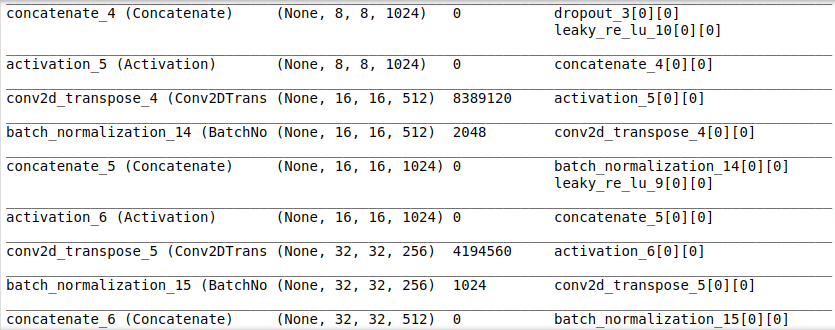 concatenate_4 (Concatenate) (None, 8, 8, 1024) 0 dropout_3[0][0]
leaky_re_lu_10[0][0]
activation_5 (Activation) (None, 8, 8, 1024) 0 concatenate_4[0][0]
conv2d_transpose_4 (Conv2DTrans (None, 16, 16, 512) 8389120 activation_5[0][0]
batch_normalization_14 (BatchNo (None, 16, 16, 512) 2048 conv2d_transpose_4[0][0]
concatenate_5 (Concatenate) (None, 16, 16, 1024) 0 batch_normalization_14[0][0]
leaky_re_lu_9[0][0]
activation_6 (Activation) (None, 16, 16, 1024) 0 concatenate_5[0][0]
conv2d_transpose_5 (Conv2DTrans (None, 32, 32, 256) 4194560 activation_6[0][0]
batch_normalization_15 (BatchNo (None, 32, 32, 256) 1024 conv2d_transpose_5[0][0]
concatenate_6 (Concatenate) (None, 32, 32, 512) 0 batch_normalization_15[0][0]